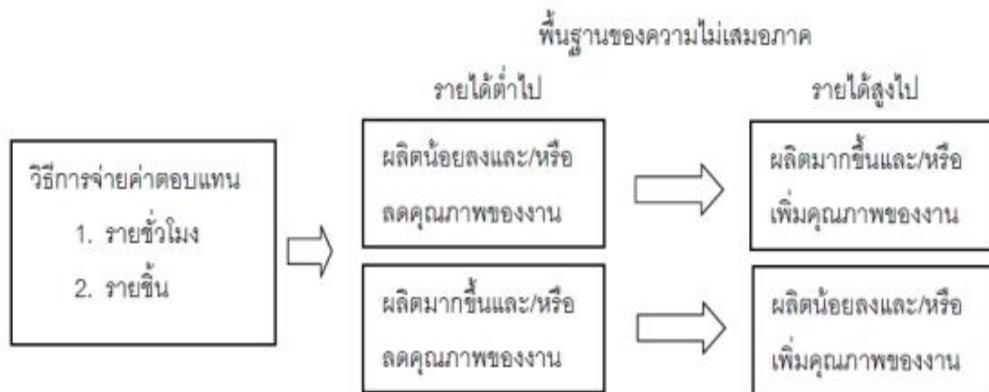 พื้นฐานของความไม่เสมอภาค
รายได้ต่ำไป
รายได้สูงไป
วิธีการจ่ายค่าตอบแทน
1. รายชั่วโมง
2. รายชิ้น
ผลิตน้อยลงและ/หรือ
ลดคุณภาพของงาน
ผลิตมากขึ้นและ/หรือ
เพิ่มคุณภาพของงาน
ผลิตมากขึ้นและ/หรือ
ลดคุณภาพของงาน
ผลิตน้อยลงและ/หรือ
เพิ่มคุณภาพของงาน